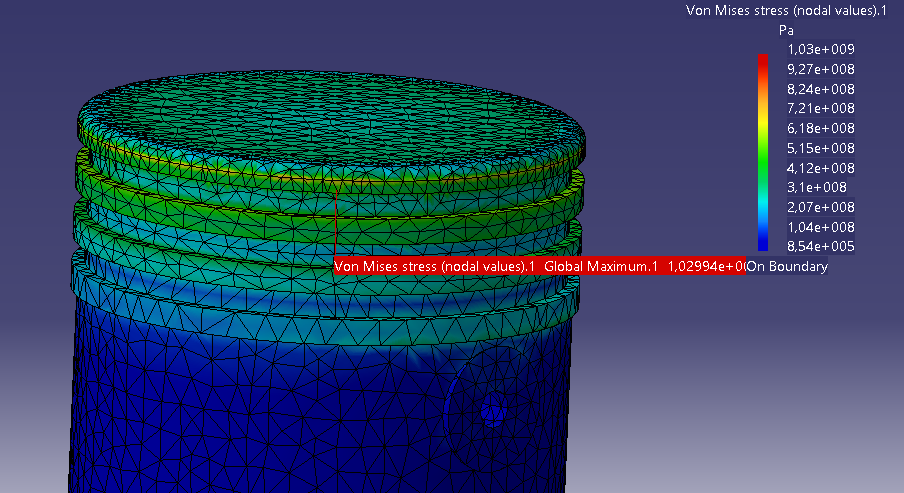 Von Mises stress (nodal values).1
Pa
1,03e+009
9,27e+008
8,24e+008
7,21e+008
6,18e+008
5,15e+008
4,12e+008
3,1e+008
2,07e+008
1,04e+008
8,54e+005
Von Mises stress (nodal values).1 Global Maximum.1 1,02994e+0 On Boundary